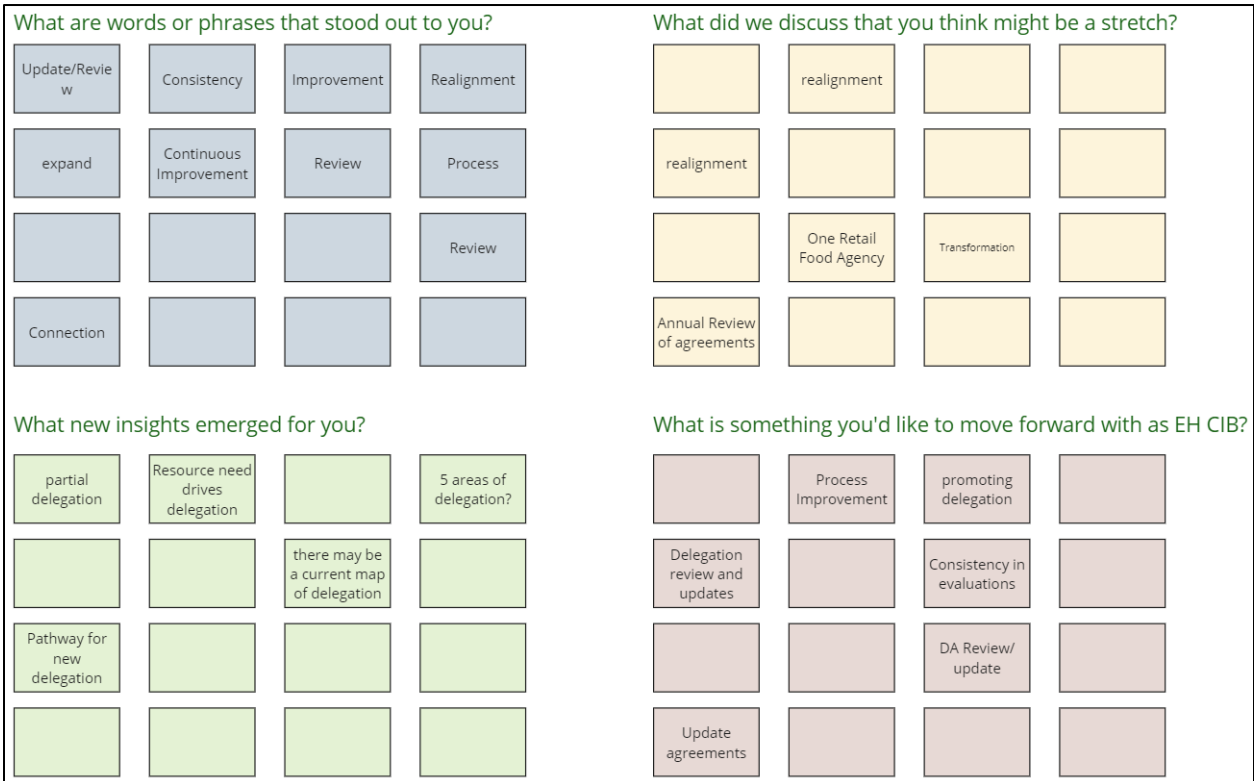 What are words or phrases that stood out to you?
Update/Revie
w
Consistency
Improvement
Realignment
expand
Continuous
Improvement
Review
Process
Review
Connection
What did we discuss that you think might be a stretch?
realignment
realignment
One Retail
Food Agency
Transformation
Annual Review
of agreements
What new insights emerged for you?
partial
delegation
Resource need
drives
delegation
5 areas of
delegation?
there may be
a current map
of delegation
Pathway for
new
delegation
What is something you'd like to move forward with as EH CIB?
Process
Improvement
promoting
delegation
Delegation
review and
updates
Consistency in
evaluations
DA Review/
update
Update
agreements